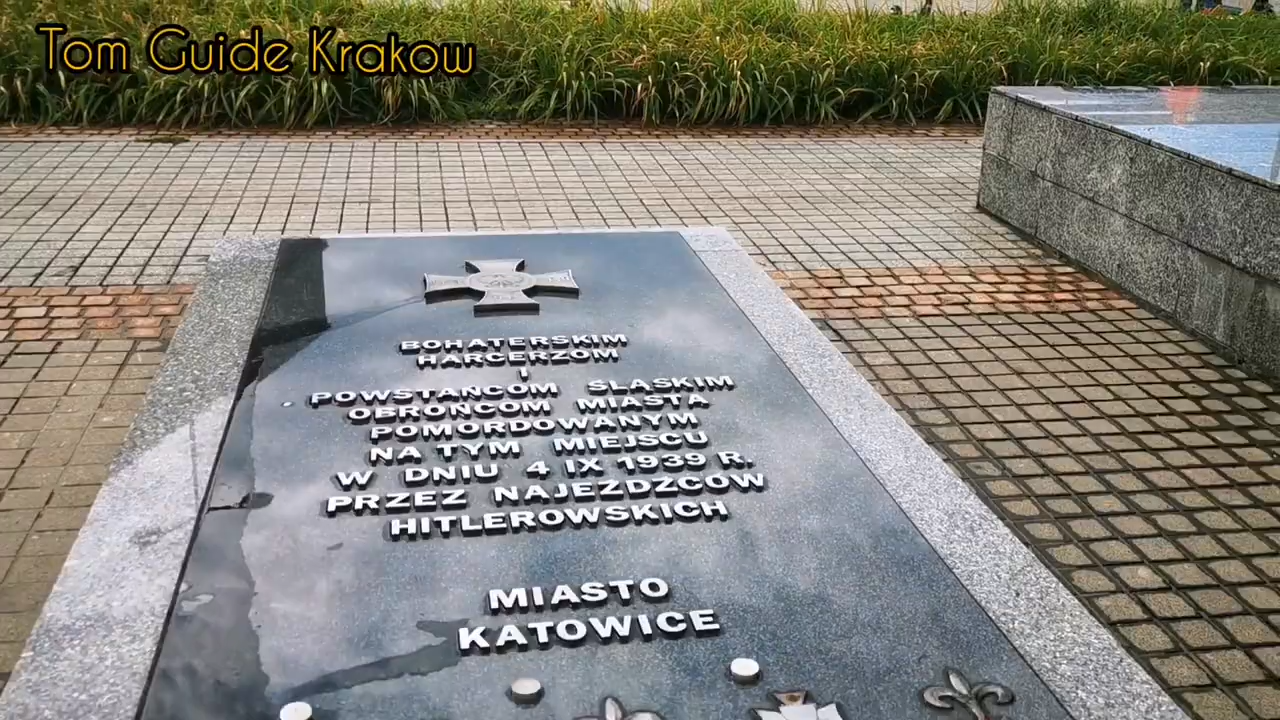 Tom Guide Krakow
BOHATERSKIM
HARCERZOM
I
POWSTAŃCOM ŚLĄSKIM
OBROŃCOM MIASTA
POMORDOWANYM
NA TYM MIEJSCU
W DNIU 4 IX 1939 R.
PRZEZ NAJEŹDŹCÓW
HITLEROWSKICH
MIASTO
KATOWICE